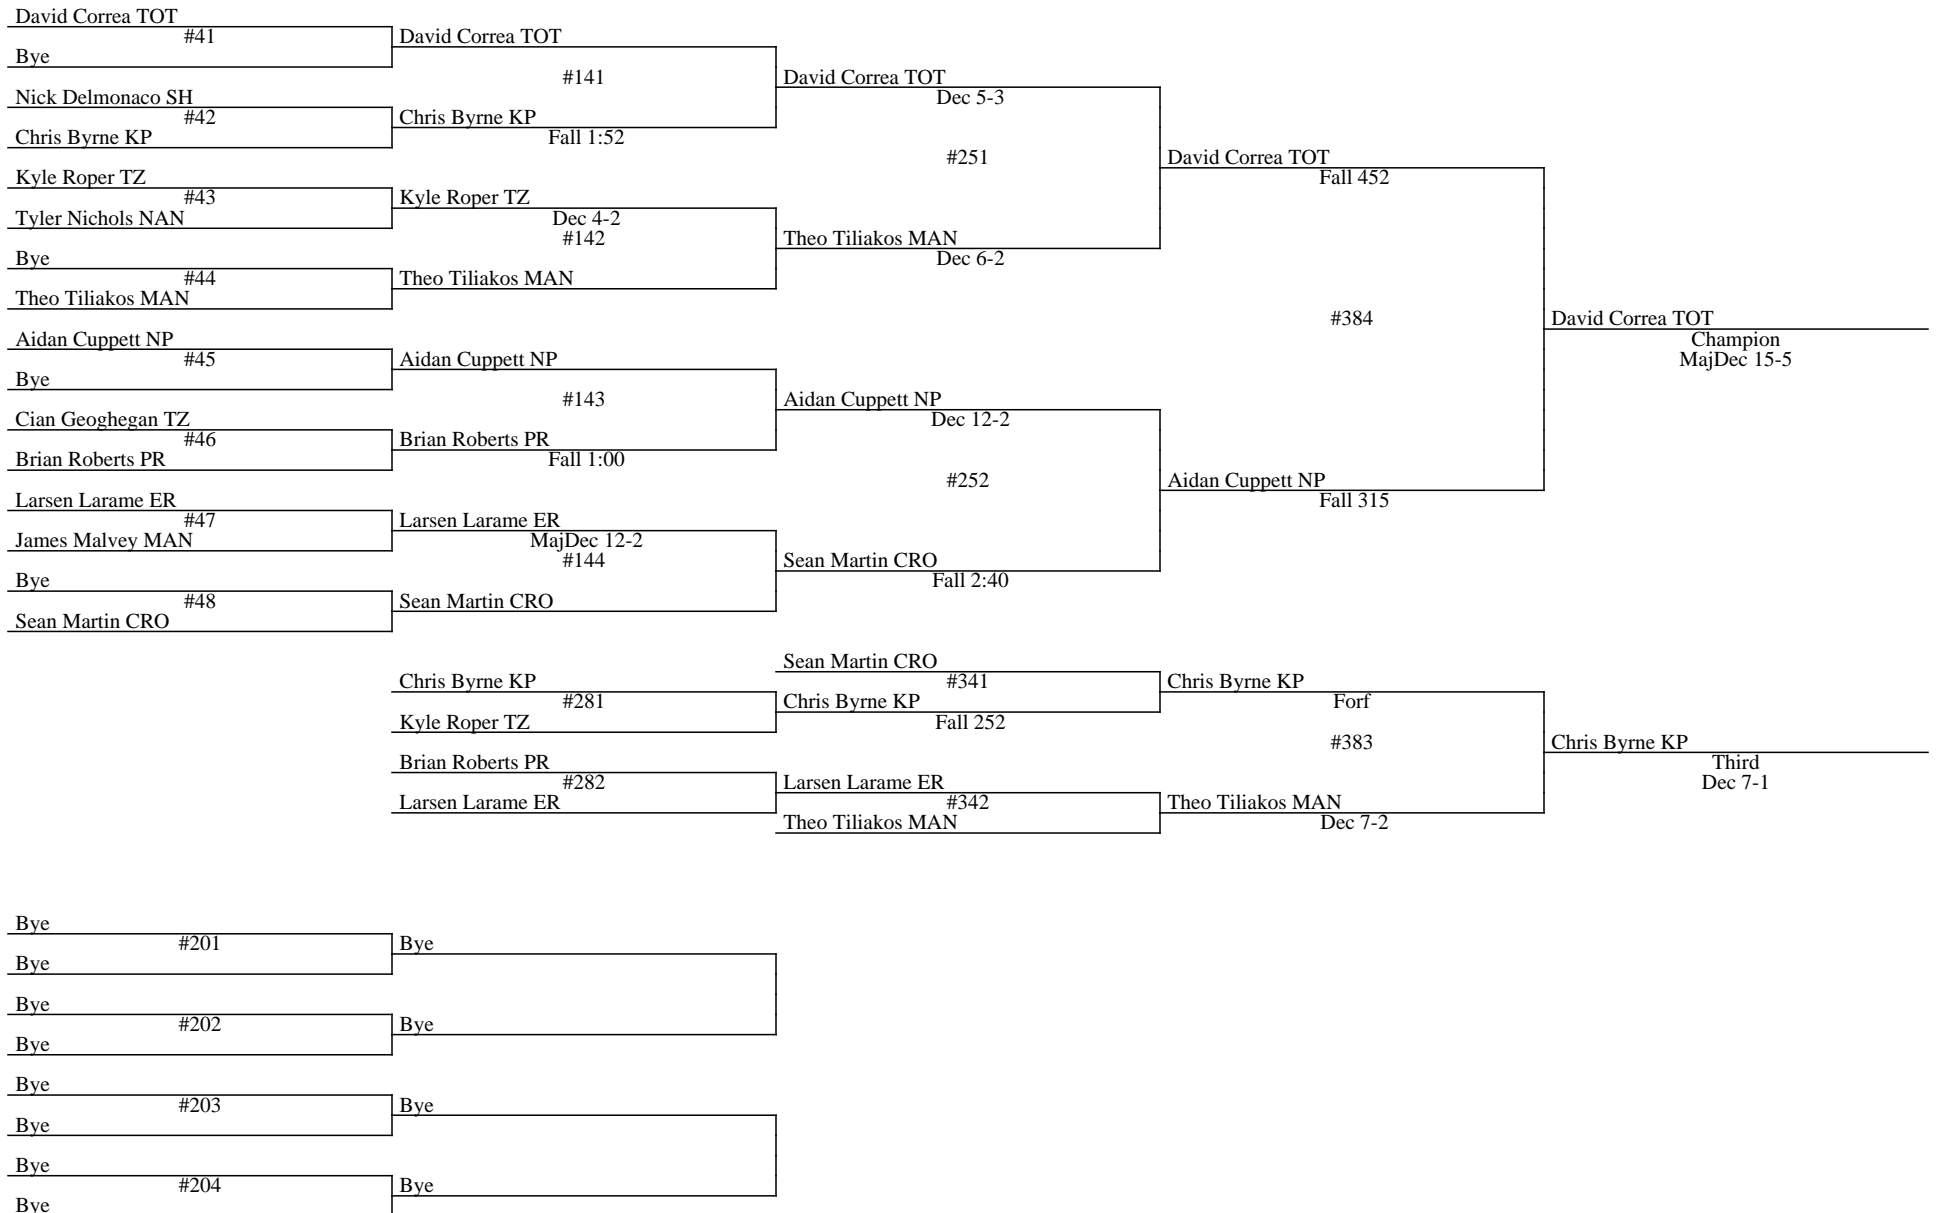 David Correa TOT
#41
Bye
David Correa TOT
#141
Nick Delmonaco SH
#42
Chris Byrne KP
Chris Byrne KP
Fall 1:52
David Correa TOT
Dec 5-3
#251
Kyle Roper TZ
#43
Tyler Nichols NAN
Kyle Roper TZ
Dec 4-2
#142
Bye
#44
Theo Tiliakos MAN
Theo Tiliakos MAN
Theo Tiliakos MAN
Dec 6-2
David Correa TOT
Fall 452
#384
Aidan Cuppett NP
#45
Bye
Aidan Cuppett NP
#143
Cian Geoghegan TZ
#46
Brian Roberts PR
Brian Roberts PR
Fall 1:00
Aidan Cuppett NP
Dec 12-2
#252
Larsen Larame ER
#47
James Malvey MAN
Larsen Larame ER
MajDec 12-2
#144
Bye
#48
Sean Martin CRO
Sean Martin CRO
Sean Martin CRO
Fall 2:40
Aidan Cuppett NP
Fall 315
David Correa TOT
Champion
MajDec 15-5
Chris Byrne KP
#281
Kyle Roper TZ
Sean Martin CRO
#341
Chris Byrne KP
Fall 252
Chris Byrne KP
Forf
#383
Brian Roberts PR
#282
Larsen Larame ER
Larsen Larame ER
#342
Theo Tiliakos MAN
Theo Tiliakos MAN
Dec 7-2
Chris Byrne KP
Third
Dec 7-1
Bye
#201
Bye
Bye
Bye
#202
Bye
Bye
Bye
#203
Bye
Bye
Bye
#204
Bye
Bye